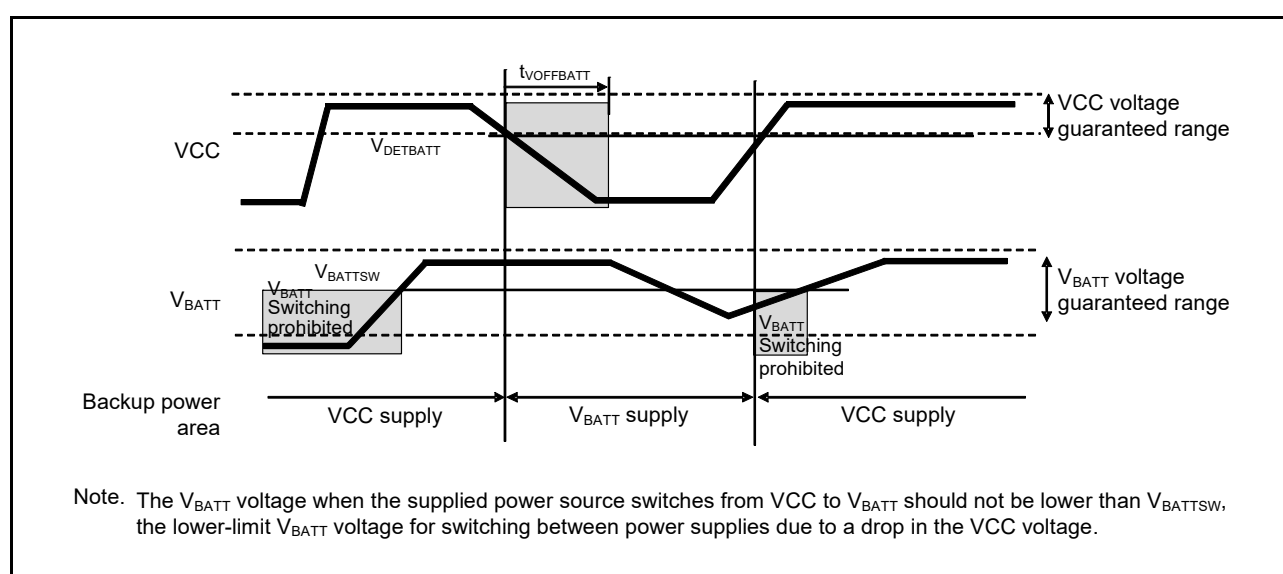 tVOFFBATT
VCC voltage
guaranteed range
VCC
VDETBATT
VBATTSW
VBATT
VBATT
Switching
prohibited
VBATT voltage
guaranteed range
VBATT
Switching
prohibited
Backup power
area
VCC supply
VBATT supply
VCC supply
Note. The VBATT voltage when the supplied power source switches from VCC to VBATT should not be lower than VBATTSW,
the lower-limit VBATT voltage for switching between power supplies due to a drop in the VCC voltage.